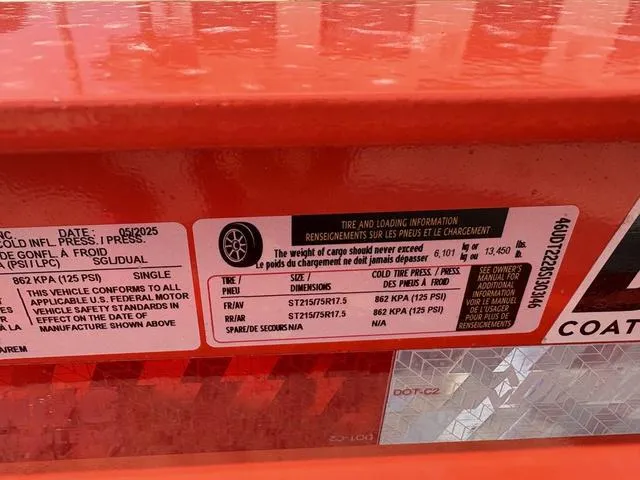 NC DATE: 05/2025
COLD INFL. PRESS. / PRESS.
DE GONFL. À FROID
(PSI LPC) SGL/DUAL
862 KPA (125 PSI) SINGLE
THIS VEHICLE CONFORMS TO ALL
APPLICABLE U.S. FEDERAL MOTOR
VEHICLE SAFETY STANDARDS IN
EFFECT ON THE DATE OF
MANUFACTURE SHOWN ABOVE
TIRE AND LOADING INFORMATION
RENSEIGNEMENTS SUR LES PNEUS ET LE CHARGEMENT
The weight of cargo should never exceed
Le poids du chargement ne doit jamais dépasser
6,101 kg or kg ou 13,450 lbs. lb.
TIRE / PNEU SIZE / DIMENSIONS COLD TIRE PRESS. / PRESS. DES PNEUS À FROID
FR/AV ST215/75R17.5 862 KPA (125 PSI)
RR/AR ST215/75R17.5 862 KPA (125 PSI)
SPARE/DE SECOURS N/A N/A
SEE OWNER'S
MANUAL FOR
ADDITIONAL
INFORMATION
VOIR LE MANUEL
DE L'USAGER
POUR PLUS DE
RENSEIGNEMENTS
COAT
DOT-C2
DOT-C2